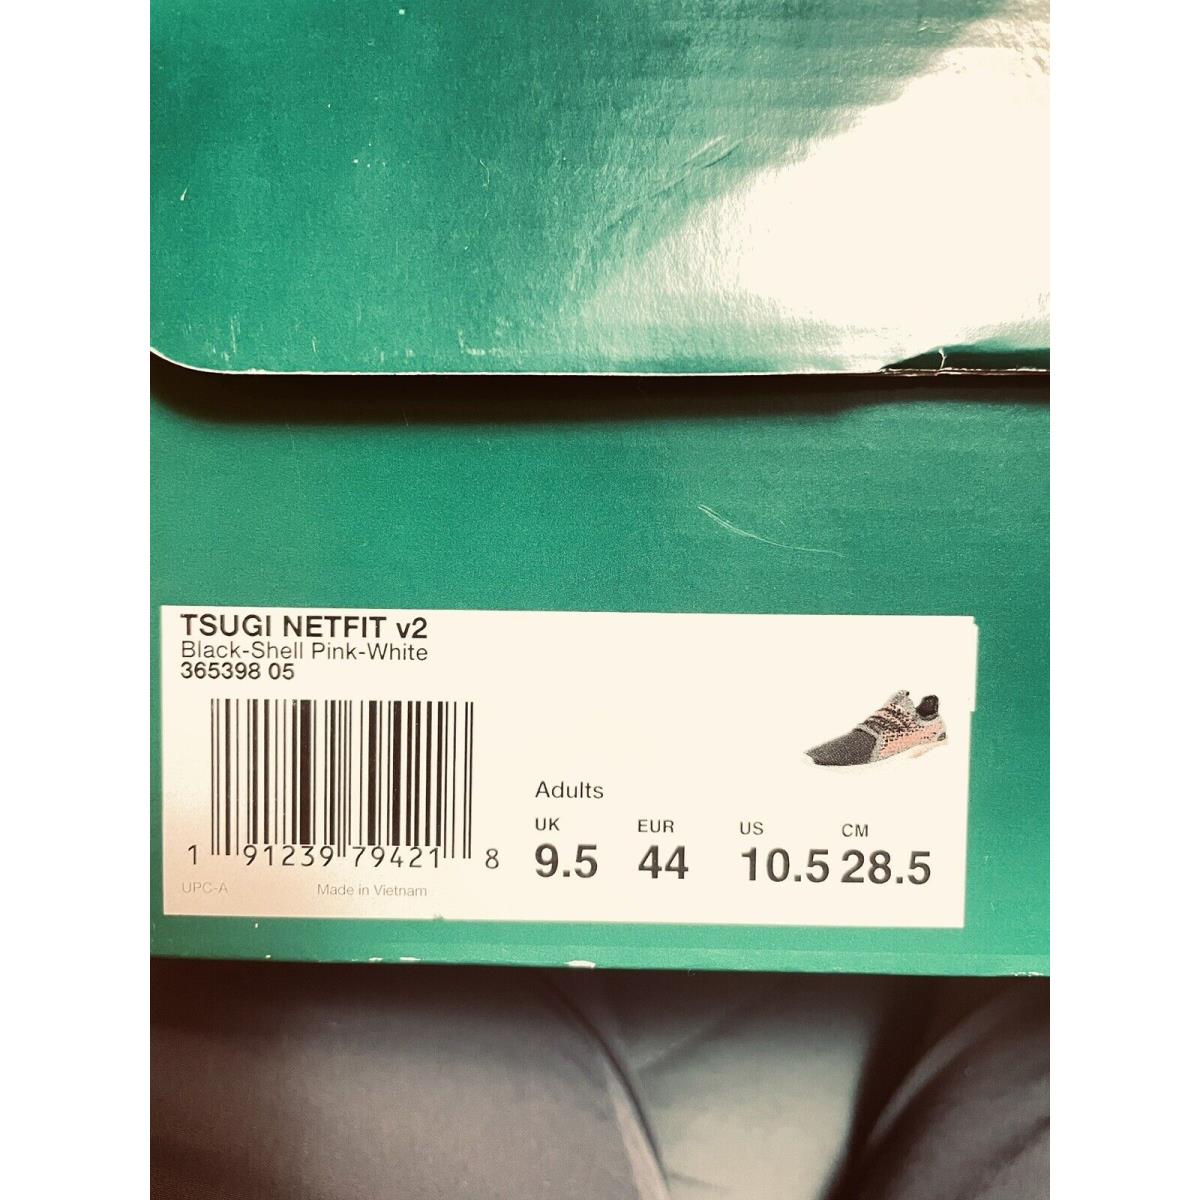 TSUGI NETFIT v2
Black-Shell Pink-White
365398 05
Adults
UK EUR US CM
9.5 44 10.5 28.5
1 91239 79421 8
UPC-A Made in Vietnam